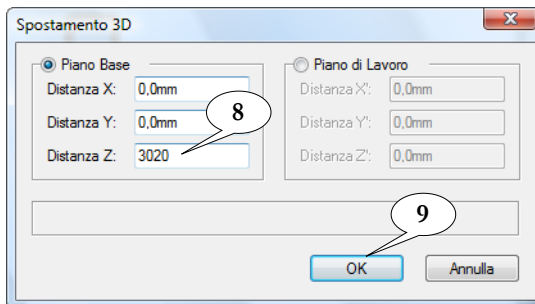 Spostamento 3D
Piano Base
Distanza X: 0,0mm
Distanza Y: 0,0mm
Distanza Z: 3020
Piano di Lavoro
Distanza X': 0,0mm
Distanza Y': 0,0mm
Distanza Z': 0,0mm
8
9
OK Annulla